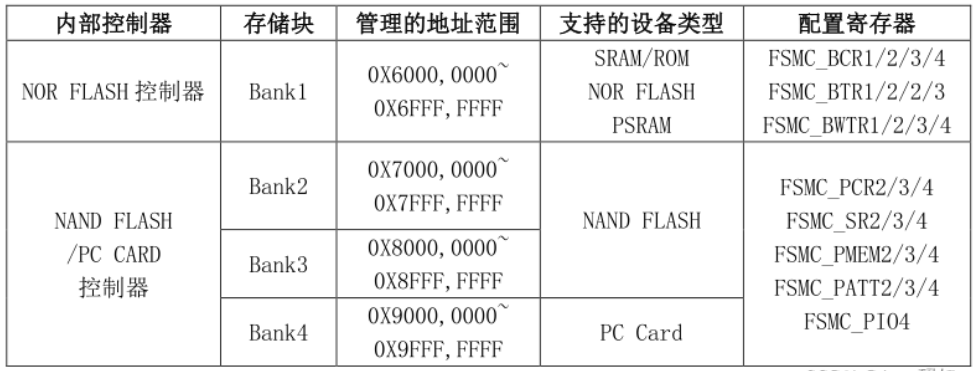 内部控制器 存储块 管理的地址范围 支持的设备类型 配置寄存器
NOR FLASH 控制器
Bank1
0X6000,0000~
0X6FFF,FFFF
SRAM/ROM
NOR FLASH
PSRAM
FSMC_BCR1/2/3/4
FSMC_BTR1/2/2/3
FSMC_BWTR1/2/3/4
NAND FLASH
/PC CARD
控制器
Bank2
0X7000,0000~
0X7FFF,FFFF
NAND FLASH
Bank3
0X8000,0000~
0X8FFF,FFFF
Bank4
0X9000,0000~
0X9FFF,FFFF
PC Card
FSMC_PCR2/3/4
FSMC_SR2/3/4
FSMC_PMEM2/3/4
FSMC_PATT2/3/4
FSMC_PIO4